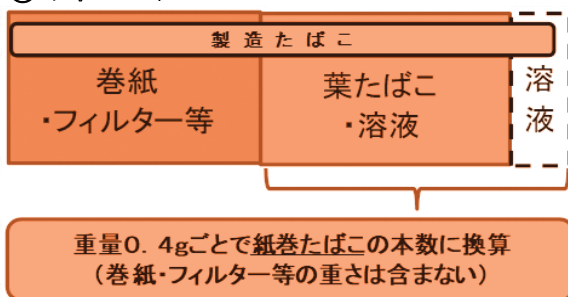 製造たばこ
巻紙
・フィルター等
葉たばこ
・溶液
溶
液
重量0.4gごとで紙巻たばこの本数に換算
(巻紙・フィルター等の重さは含まない)